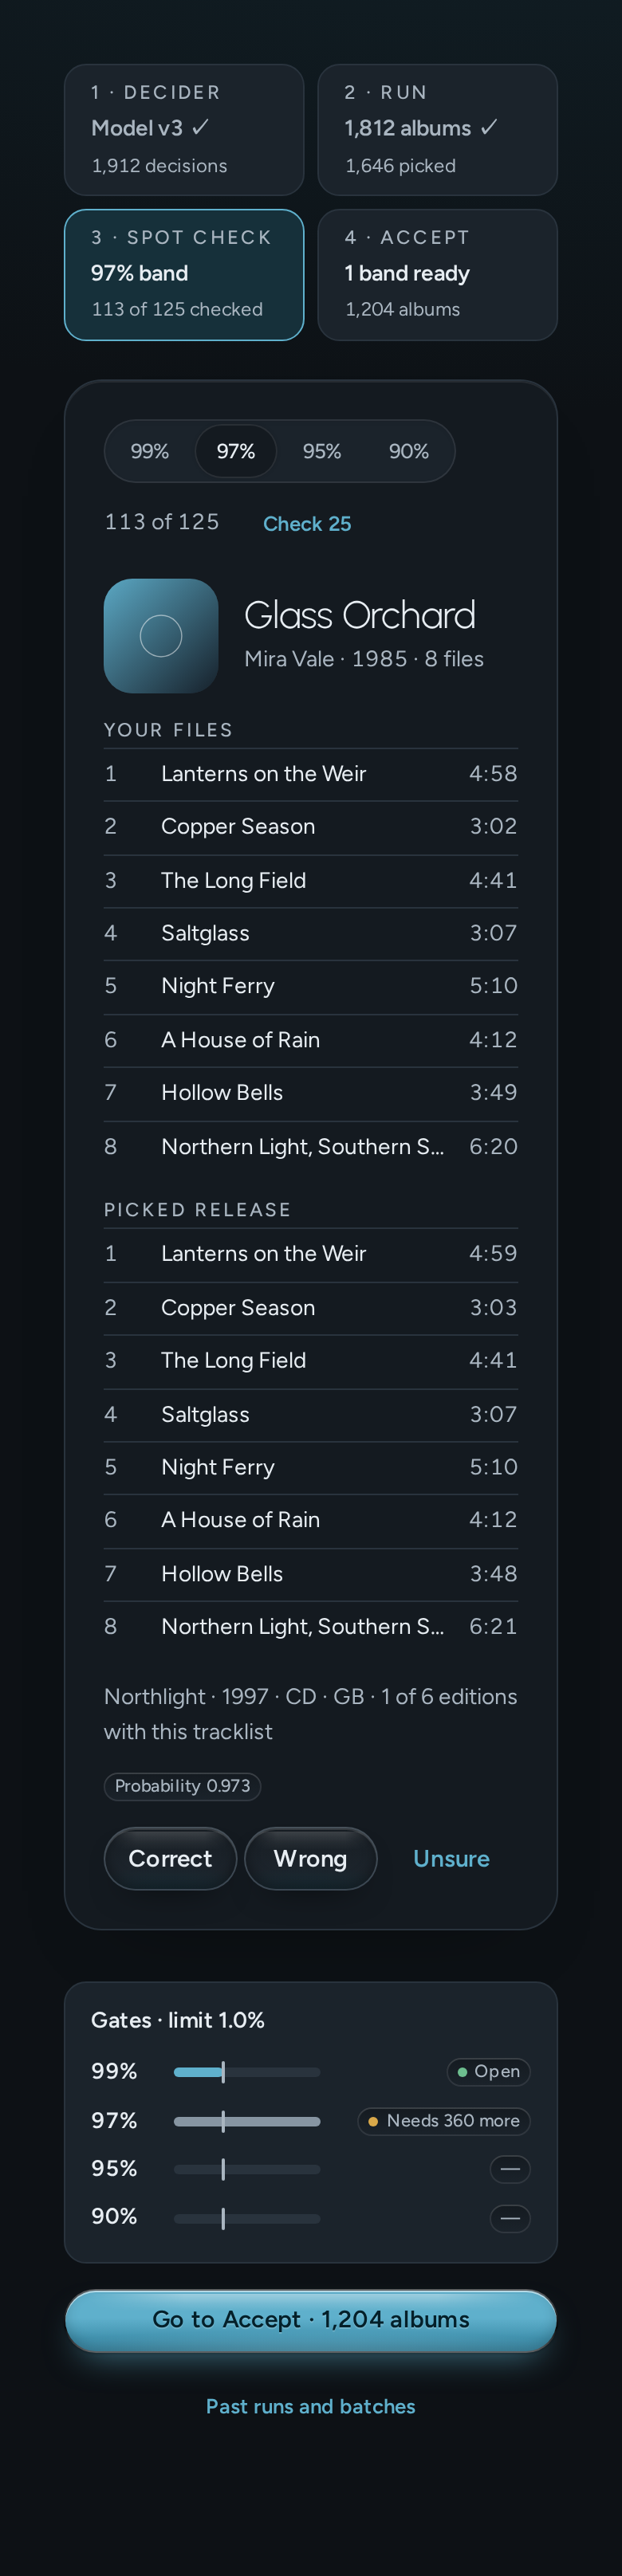 1 · DECIDER
Model v3 ✓
1,912 decisions
2 · RUN
1,812 albums ✓
1,646 picked
3 · SPOT CHECK
97% band
113 of 125 checked
4 · ACCEPT
1 band ready
1,204 albums
99% 97% 95% 90%
113 of 125 Check 25
Glass Orchard
Mira Vale · 1985 · 8 files
YOUR FILES
1 Lanterns on the Weir 4:58
2 Copper Season 3:02
3 The Long Field 4:41
4 Saltglass 3:07
5 Night Ferry 5:10
6 A House of Rain 4:12
7 Hollow Bells 3:49
8 Northern Light, Southern S... 6:20
PICKED RELEASE
1 Lanterns on the Weir 4:59
2 Copper Season 3:03
3 The Long Field 4:41
4 Saltglass 3:07
5 Night Ferry 5:10
6 A House of Rain 4:12
7 Hollow Bells 3:48
8 Northern Light, Southern S... 6:21
Northlight · 1997 · CD · GB · 1 of 6 editions
with this tracklist
Probability 0.973
Correct Wrong Unsure
Gates · limit 1.0%
99% Open
97% Needs 360 more
95% —
90% —
Go to Accept · 1,204 albums
Past runs and batches